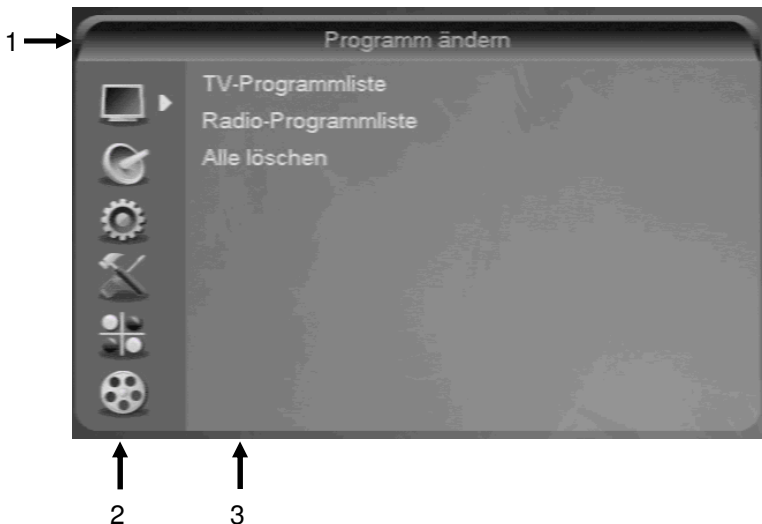 1
Programm ändern
TV-Programmliste
Radio-Programmliste
Alle löschen
2 3